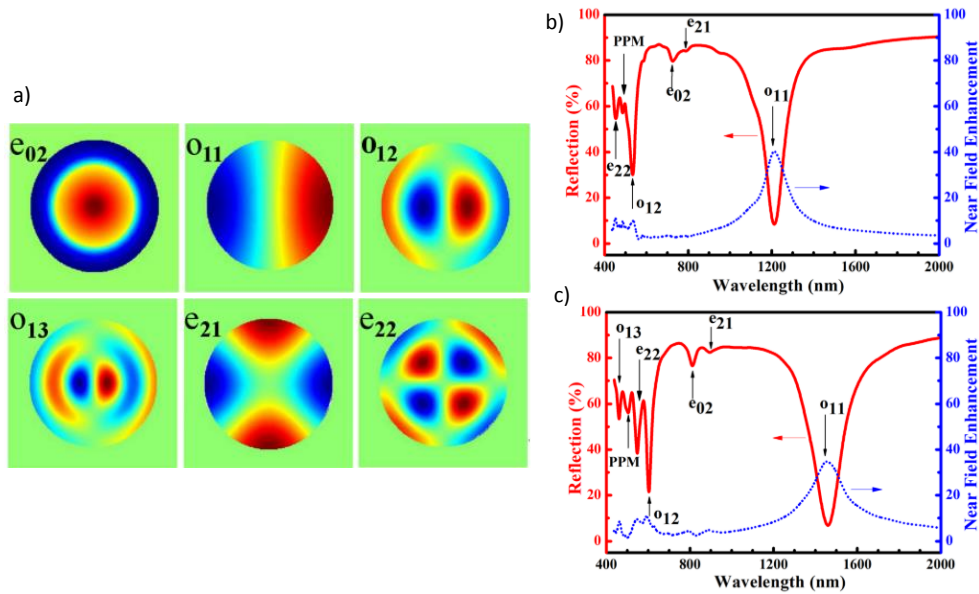 a)
e02
o11
o12
o13
e21
e22
b)
100
80
60
40
20
0
Reflection (%)
PPM
e21
e02
o11
e22
o12
100
80
60
40
20
0
Near Field Enhancement
400
800
1200
1600
2000
Wavelength (nm)
c)
100
80
60
40
20
0
Reflection (%)
o13
e22
e21
e02
o11
PPM
o12
100
80
60
40
20
0
Near Field Enhancement
400
800
1200
1600
2000
Wavelength (nm)